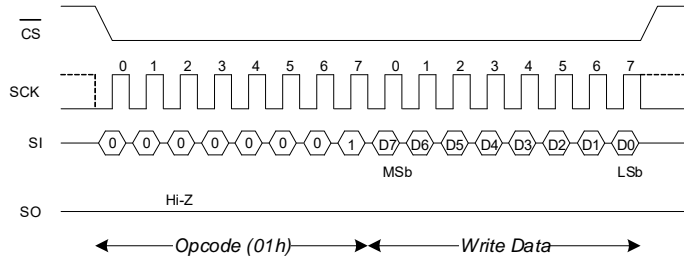 CS
0 1 2 3 4 5 6 7 0 1 2 3 4 5 6 7
SCK
SI 0 0 0 0 0 0 0 1 D7 D6 D5 D4 D3 D2 D1 D0
MSb LSb
Hi-Z
SO
Opcode (01h) Write Data